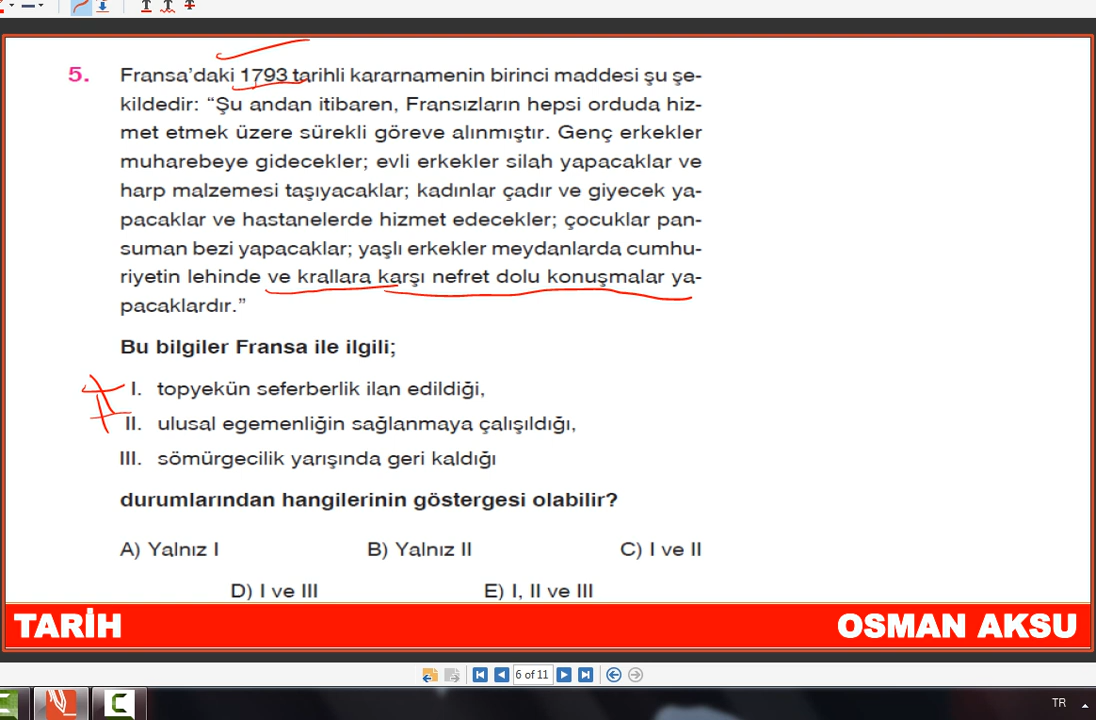 5. Fransa’daki 1793 tarihli kararnamenin birinci maddesi şu şe-
kildedir: “Şu andan itibaren, Fransızların hepsi orduda hiz-
met etmek üzere sürekli göreve alınmıştır. Genç erkekler
muharebeye gidecekler; evli erkekler silah yapacaklar ve
harp malzemesi taşıyacaklar; kadınlar çadır ve giyecek ya-
pacaklar ve hastanelerde hizmet edecekler; çocuklar pan-
suman bezi yapacaklar; yaşlı erkekler meydanlarda cumhu-
riyetin lehinde ve krallara karşı nefret dolu konuşmalar ya-
pacaklardır.”
Bu bilgiler Fransa ile ilgili;
I. topyekün seferberlik ilan edildiği,
II. ulusal egemenliğin sağlanmaya çalışıldığı,
III. sömürgecilik yarışında geri kaldığı
durumlarından hangilerinin göstergesi olabilir?
A) Yalnız I B) Yalnız II C) I ve II
D) I ve III E) I, II ve III
TARİH OSMAN AKSU
6 of 11
TR